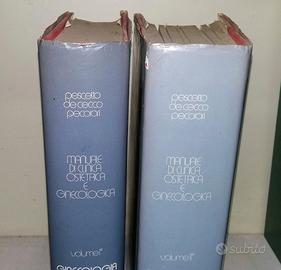 pescetto
de cecco
pecorari
MANUALE
DI CLINICA
OSTETRICA
E
GINECOLOGICA
volume I°
GINECOLOGIA
pescetto
de cecco
pecorari
MANUALE
DI CLINICA
OSTETRICA
E
GINECOLOGICA
volume II°
subito